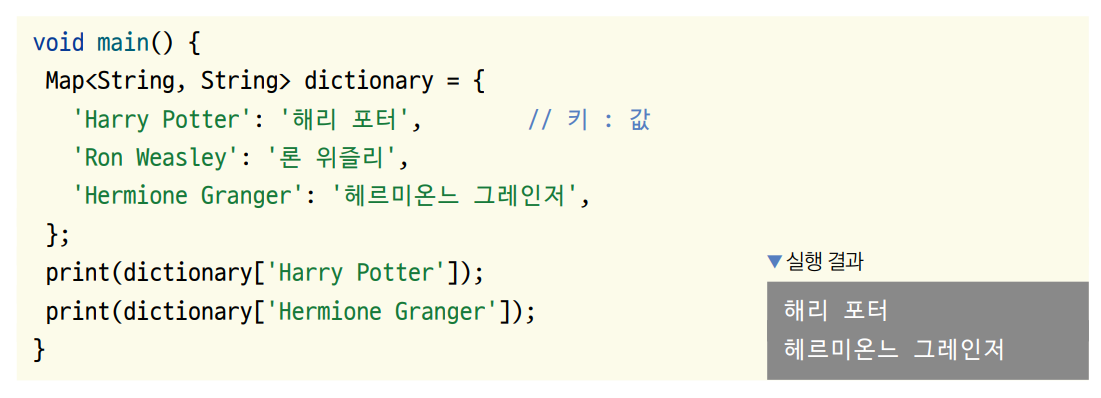 void main() {
 Map<String, String> dictionary = {
   'Harry Potter': '해리 포터',        // 키 : 값
   'Ron Weasley': '론 위즐리',
   'Hermione Granger': '헤르미온느 그레인저',
 };
 print(dictionary['Harry Potter']);
 print(dictionary['Hermione Granger']);
}
▼실행 결과
해리 포터
헤르미온느 그레인저